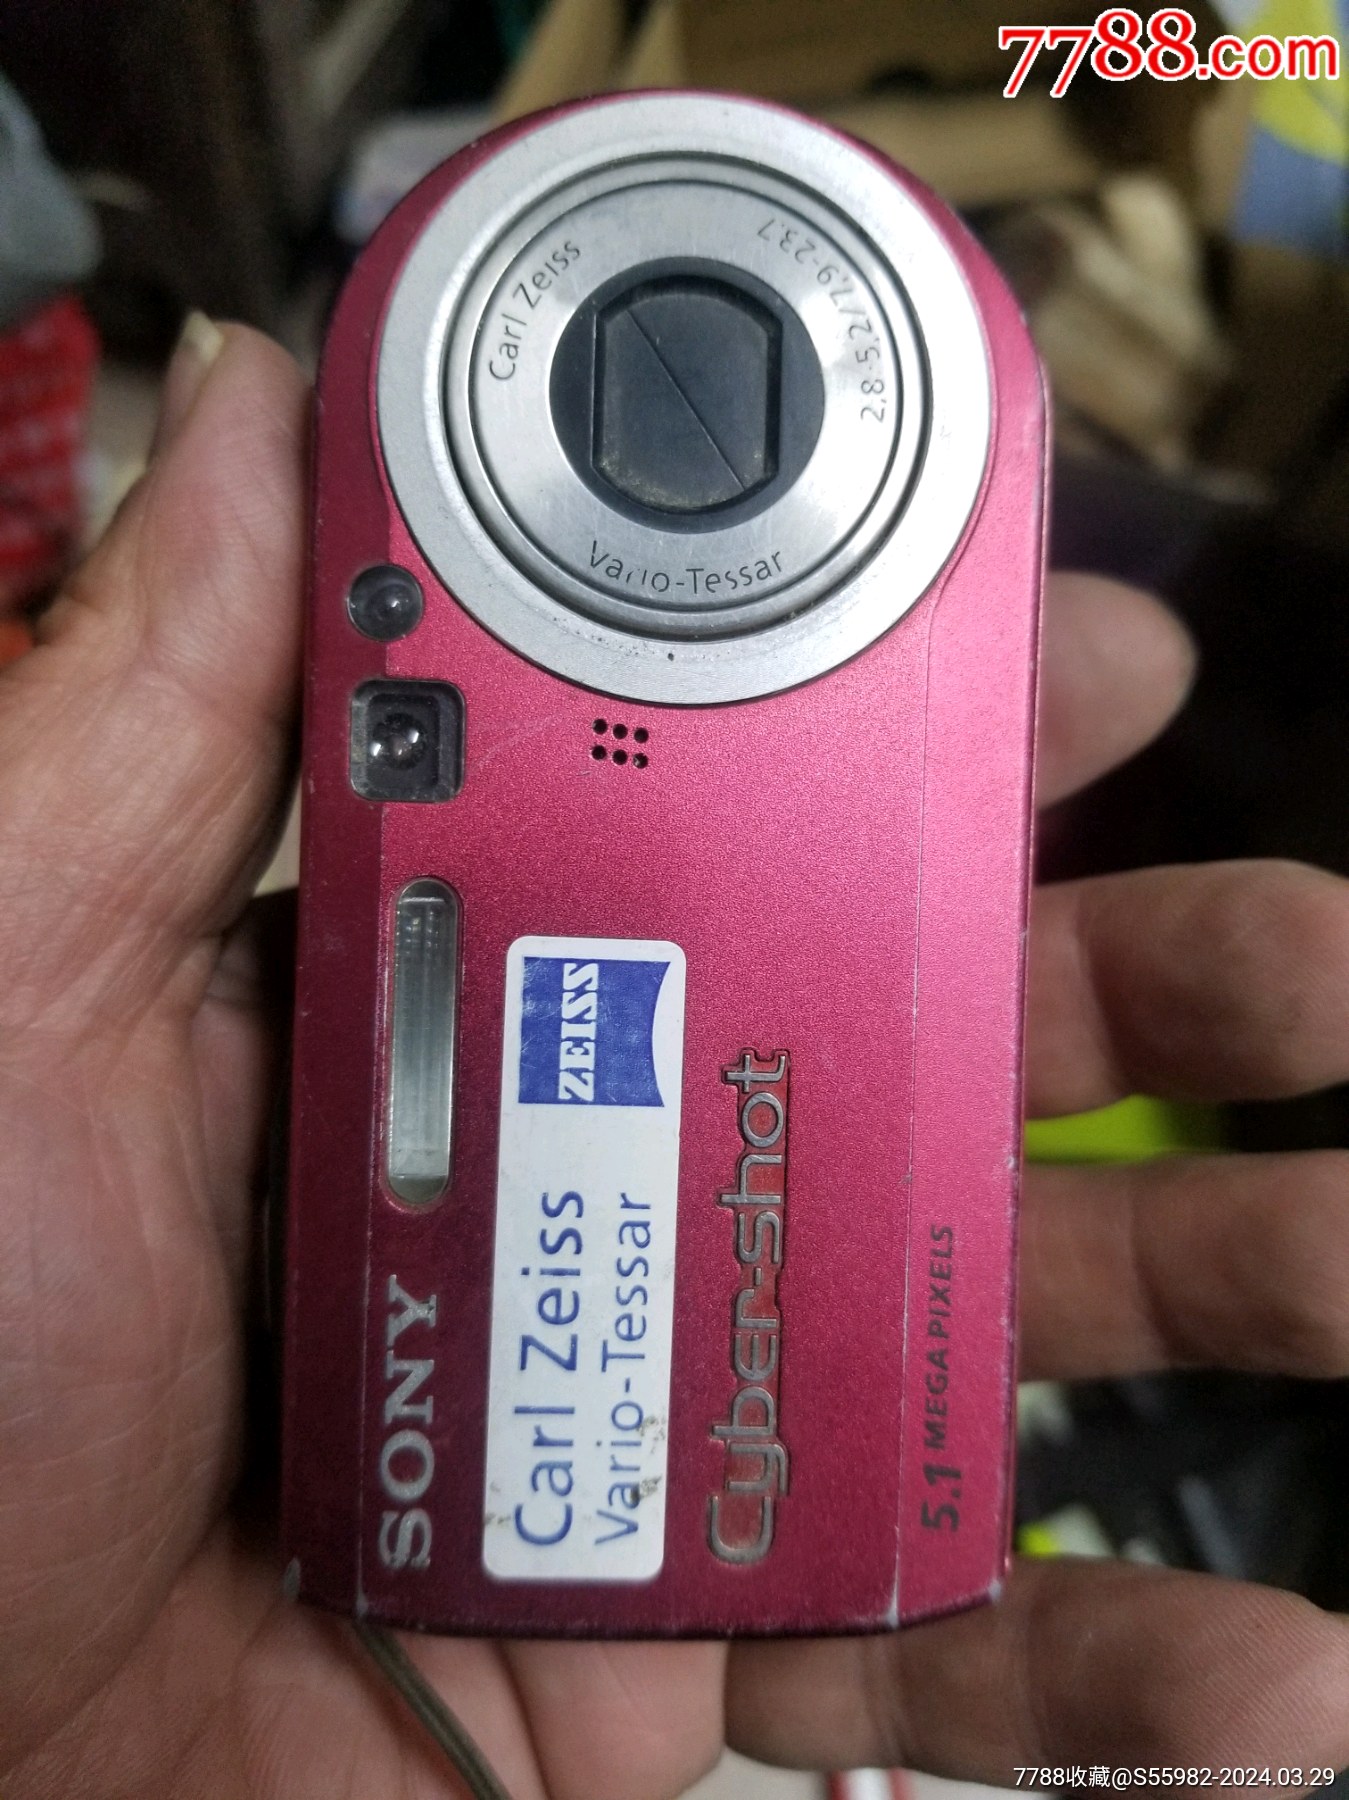 7788.com
Carl Zeiss
2,8-5,2/7,9-23,7
Vario-Tessar
SONY
ZEISS
Carl Zeiss
Vario-Tessar
Cyber-shot
5.1 MEGA PIXELS
7788收藏@S55982-2024.03.29